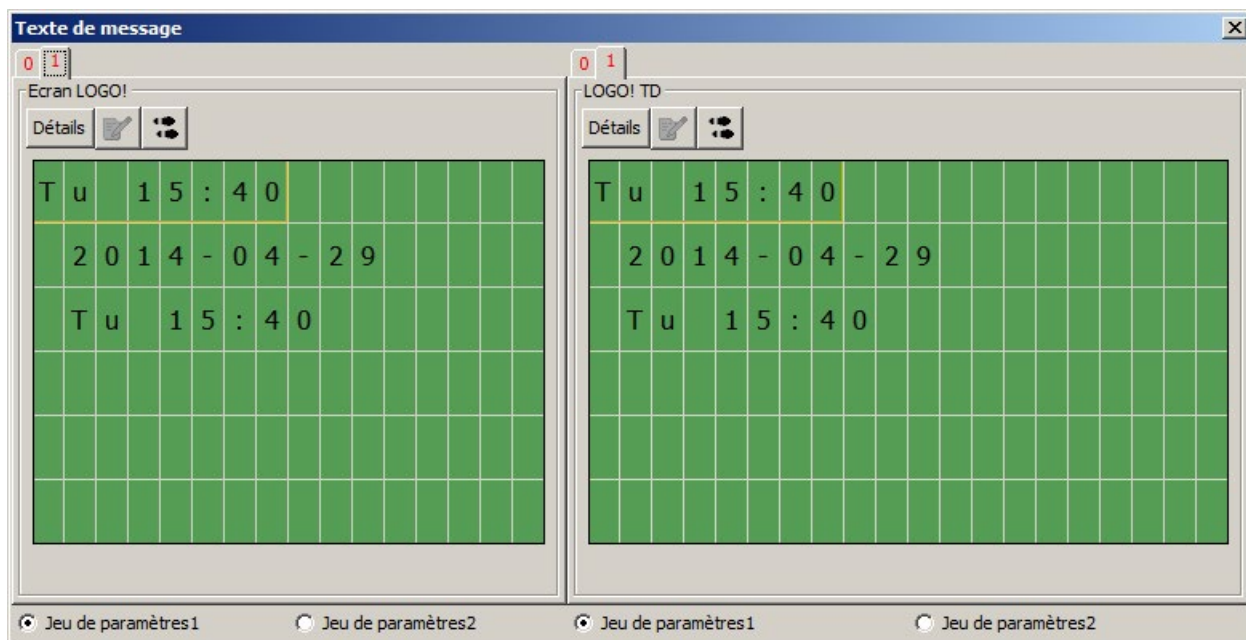 Texte de message
0 1
Ecran LOGO!
Détails
Tu 15:40
2014-04-29
Tu 15:40
Jeu de paramètres1 Jeu de paramètres2
0 1
LOGO! TD
Détails
Tu 15:40
2014-04-29
Tu 15:40
Jeu de paramètres1 Jeu de paramètres2